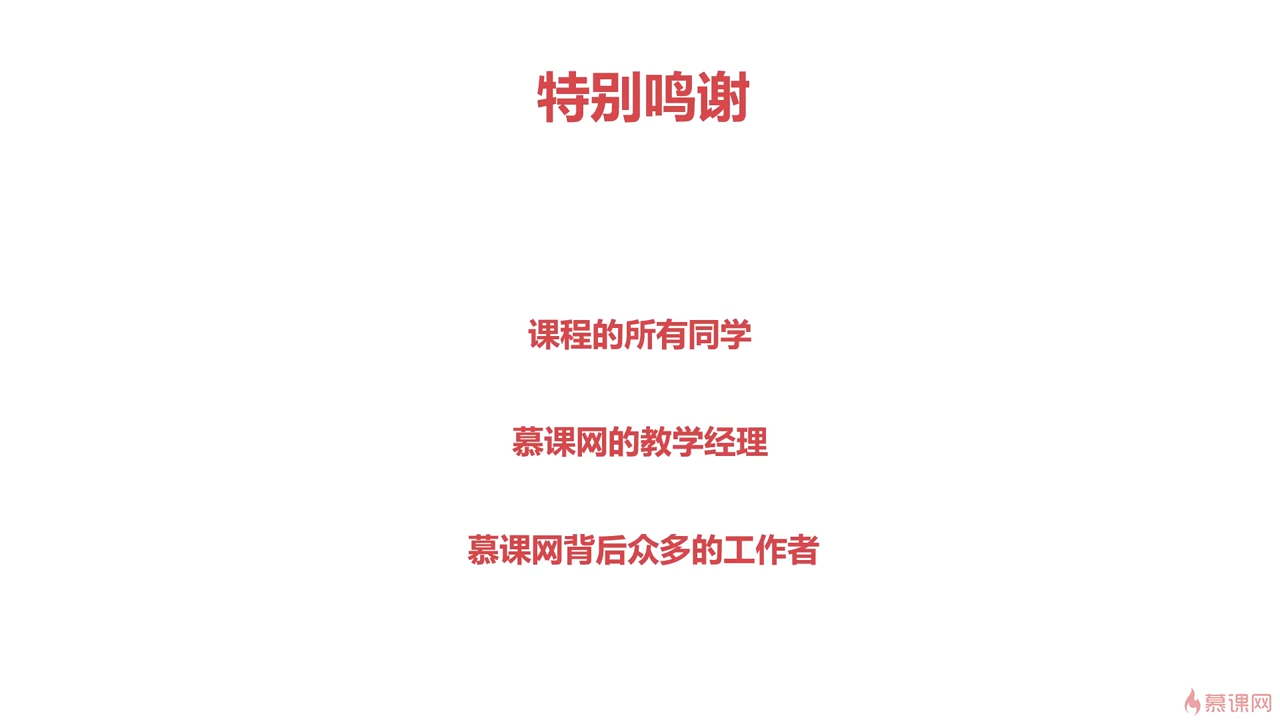 特别鸣谢
课程的所有同学
慕课网的教学经理
慕课网背后众多的工作者
慕课网